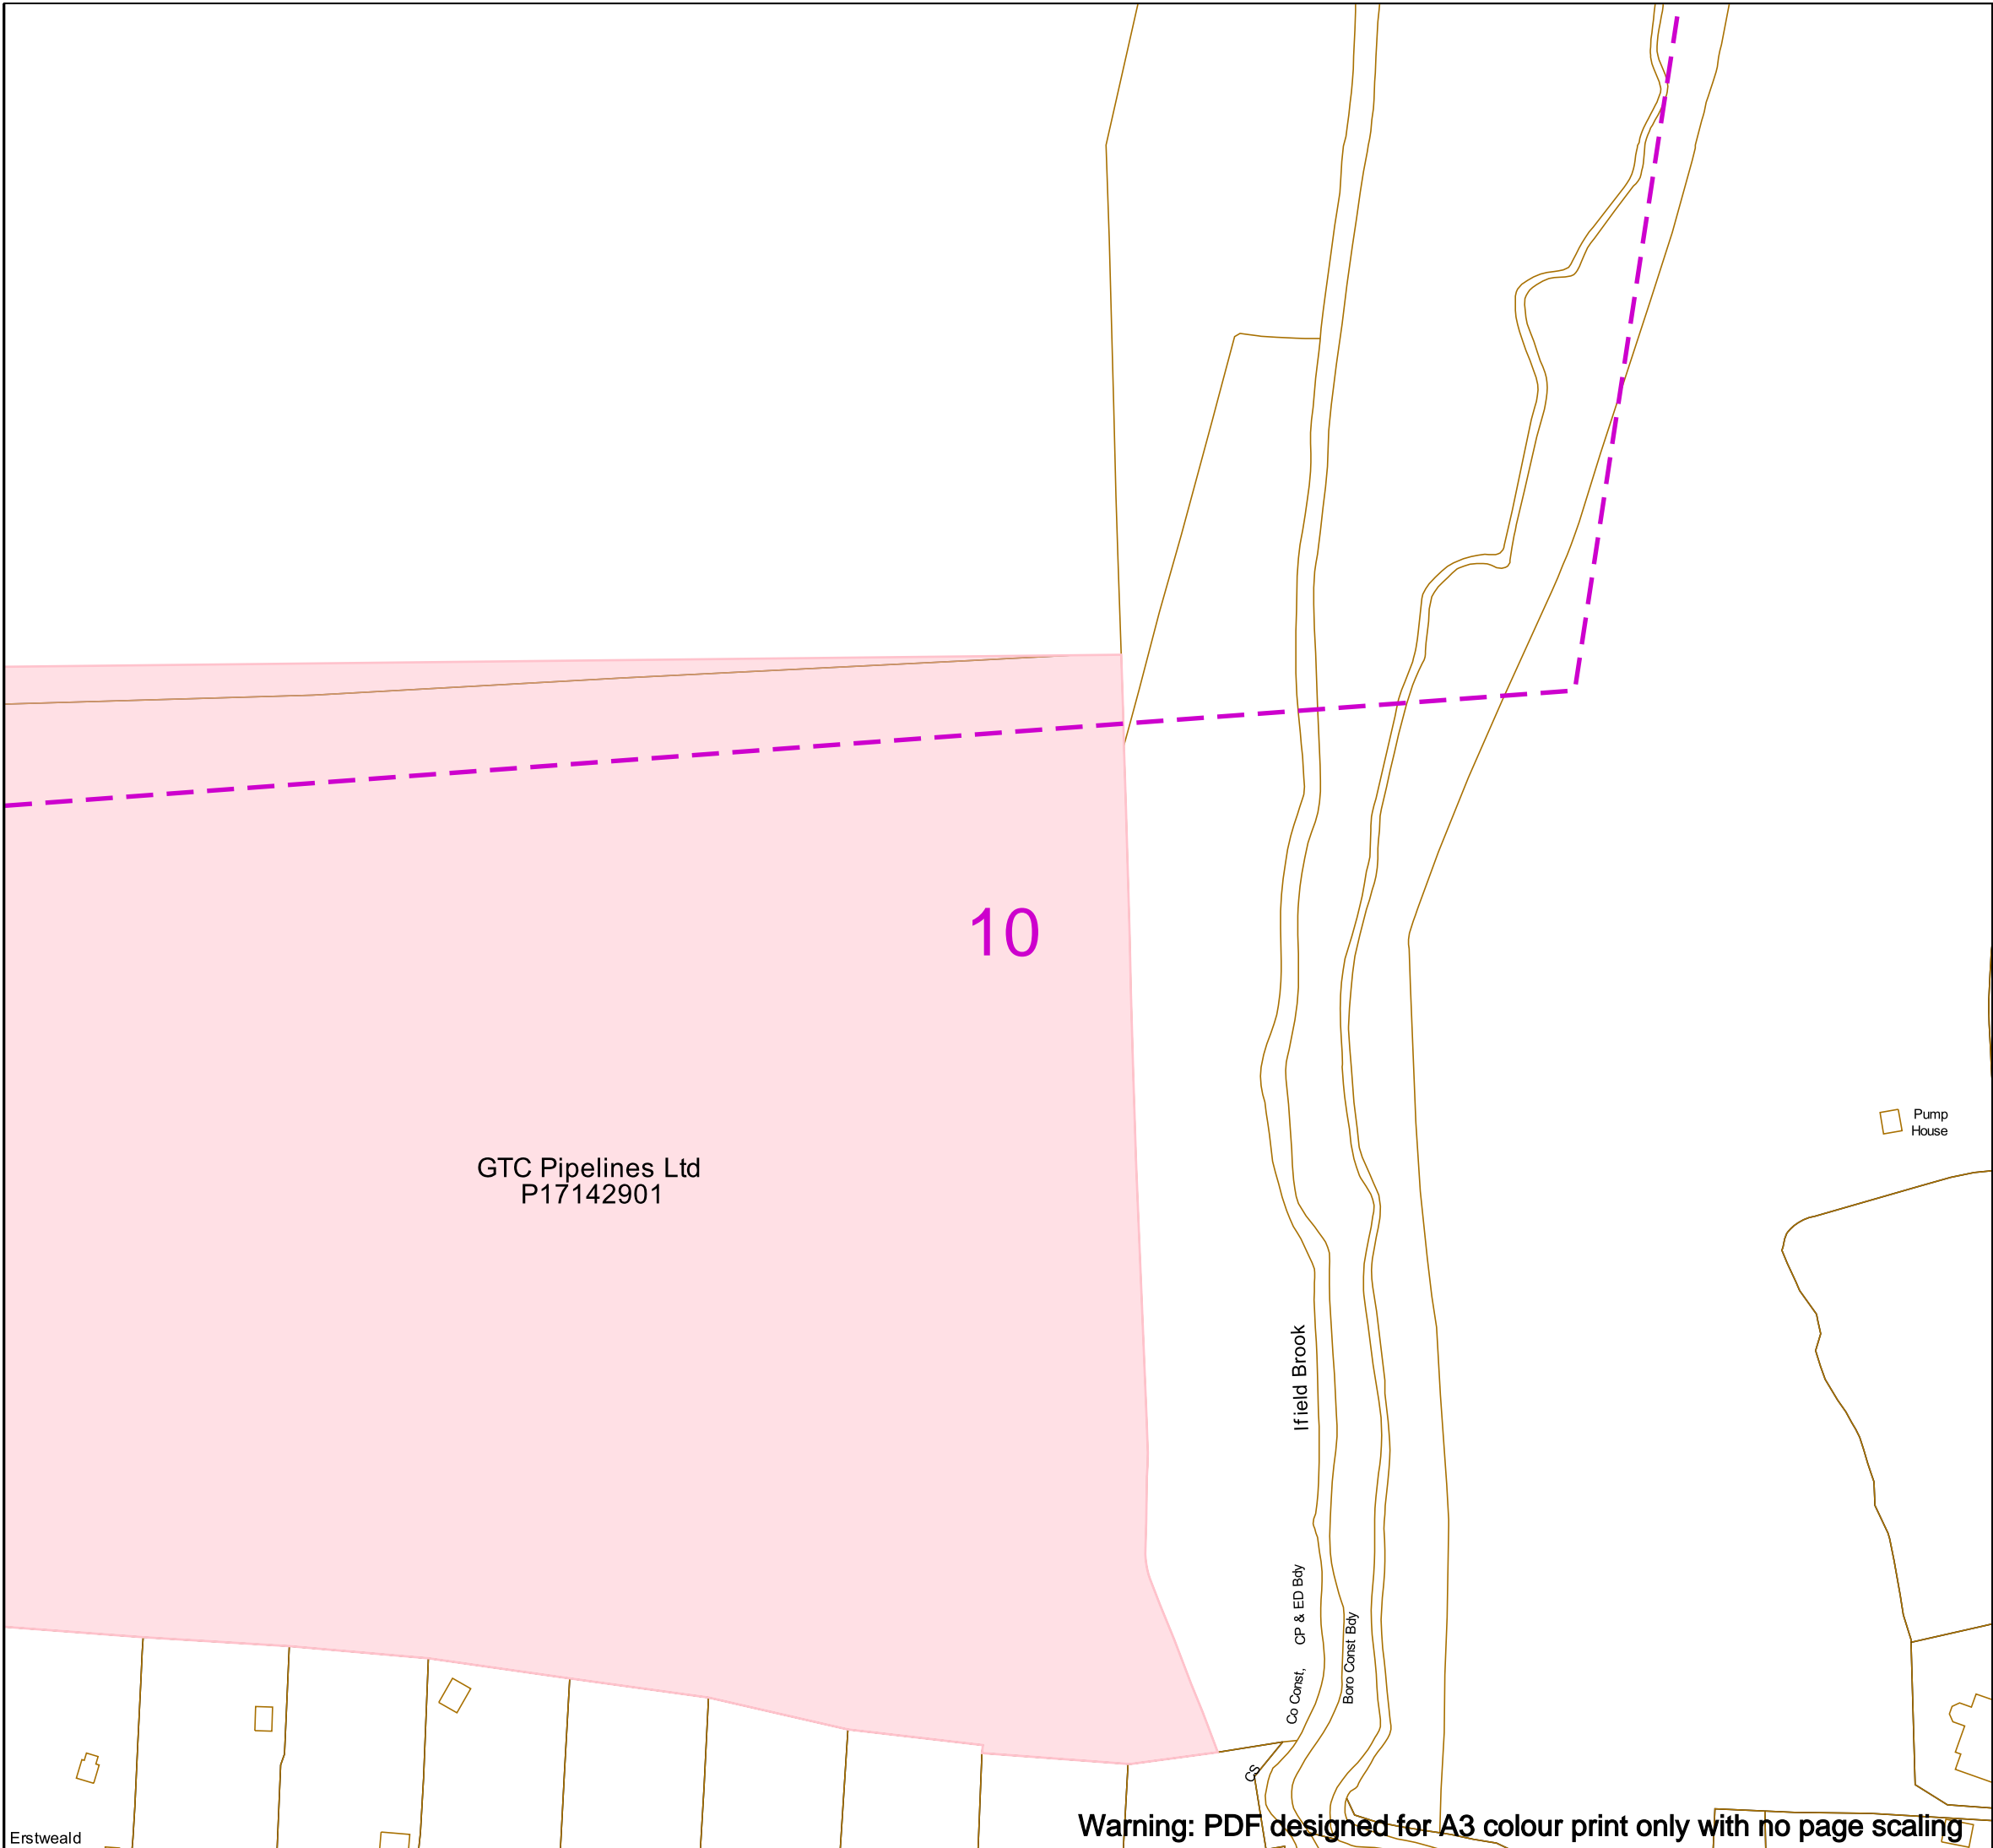 10
Pump
House
GTC Pipelines Ltd
P17142901
Ifield Brook
CP & ED Bdy
Co Const,
Boro Const Bdy
CS
Warning: PDF designed for A3 colour print only with no page scaling
Erstweald